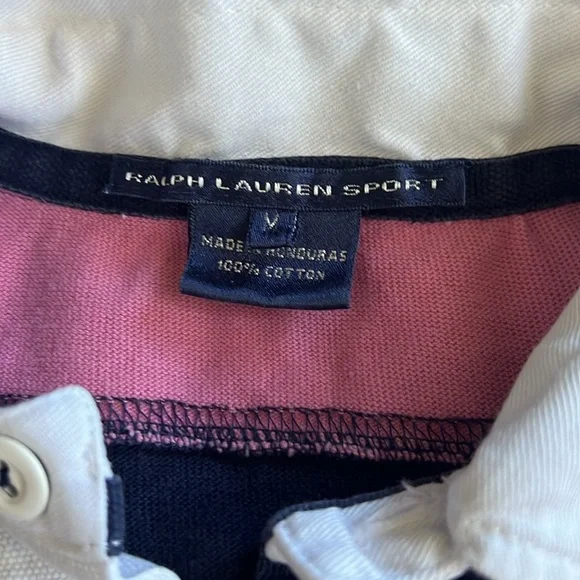 RALPH LAUREN SPORT
MADE IN HONDURAS
100% COTTON